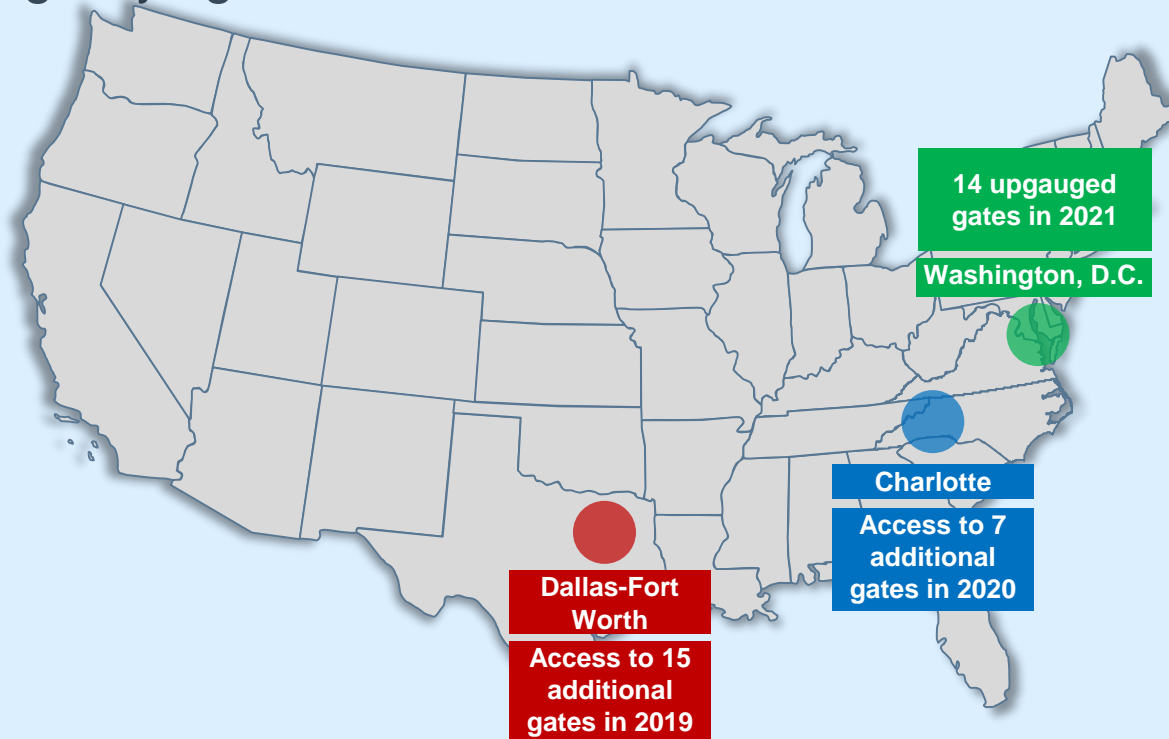 14 upgauged
gates in 2021
Washington, D.C.
Charlotte
Access to 7
additional
gates in 2020
Dallas-Fort
Worth
Access to 15
additional
gates in 2019